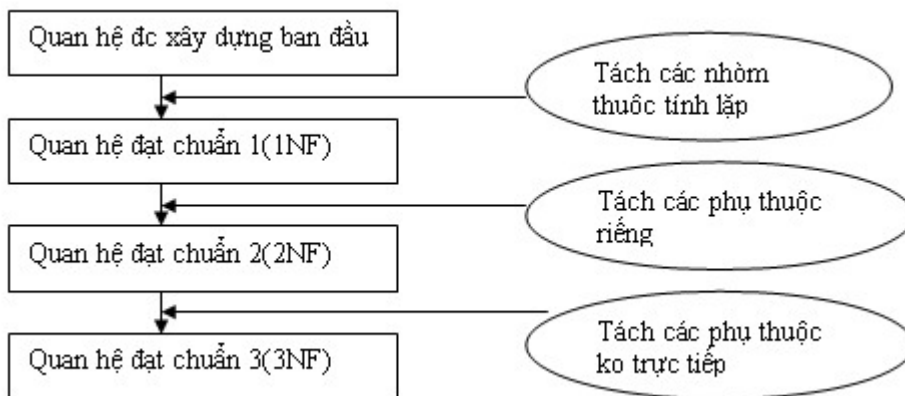 Quan hệ đc xây dựng ban đầu
Tách các nhòm
thuôc tính lặp
Quan hệ đạt chuẩn 1(1NF)
Tách các phụ thuộc
riếng
Quan hệ đạt chuẩn 2(2NF)
Tách các phụ thuộc
ko trực tiếp
Quan hệ đạt chuẩn 3(3NF)